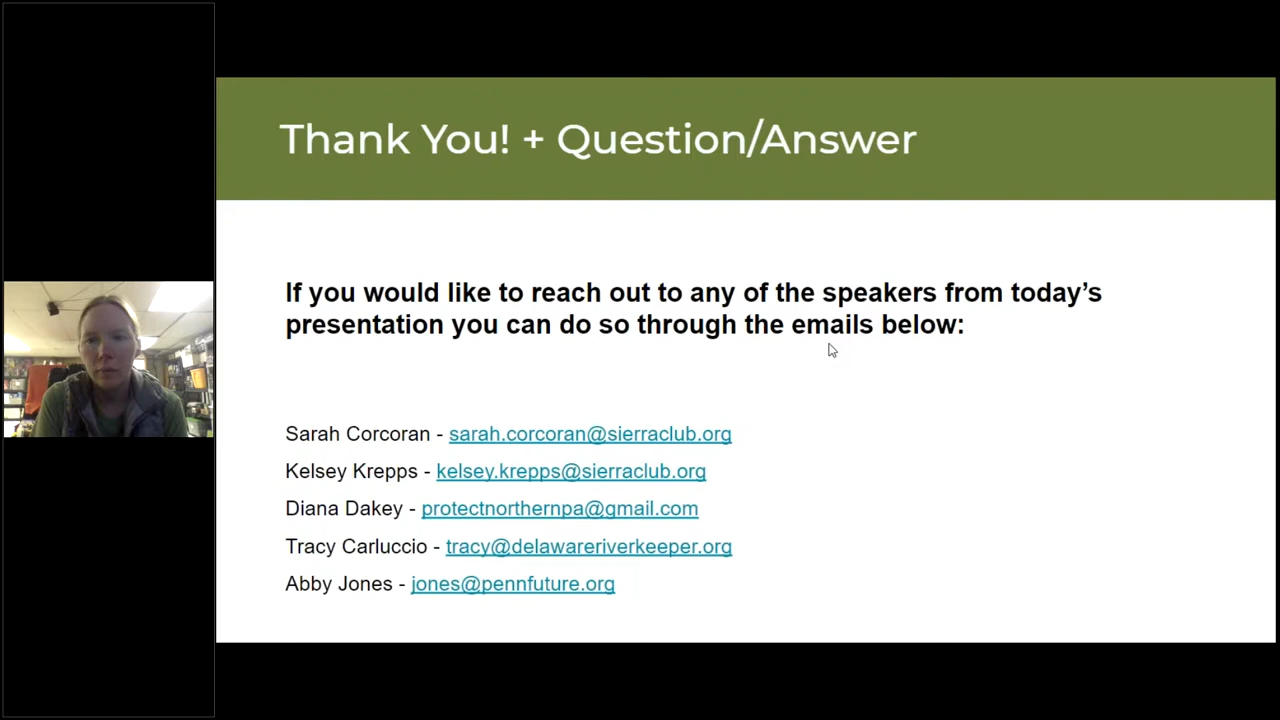 Thank You! + Question/Answer
If you would like to reach out to any of the speakers from today’s
presentation you can do so through the emails below:
Sarah Corcoran - sarah.corcoran@sierraclub.org
Kelsey Krepps - kelsey.krepps@sierraclub.org
Diana Dakey - protectnorthernpa@gmail.com
Tracy Carluccio - tracy@delawareriverkeeper.org
Abby Jones - jones@pennfuture.org